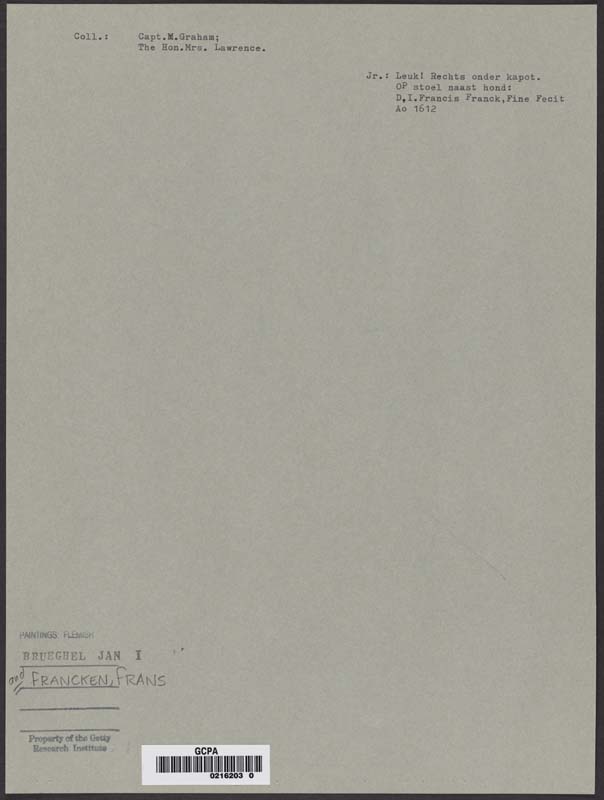 Coll.: Capt.M.Graham;
The Hon.Mrs. Lawrence.
Jr.: Leuk! Rechts onder kapot.
OP stoel naast hond:
D,I.Francis Franck,Fine Fecit
Ao 1612
PAINTINGS: FLEMISH
BRUEGHEL JAN I
and FRANCKEN, FRANS
Property of the Getty
Research Institute
GCPA
0216203 0